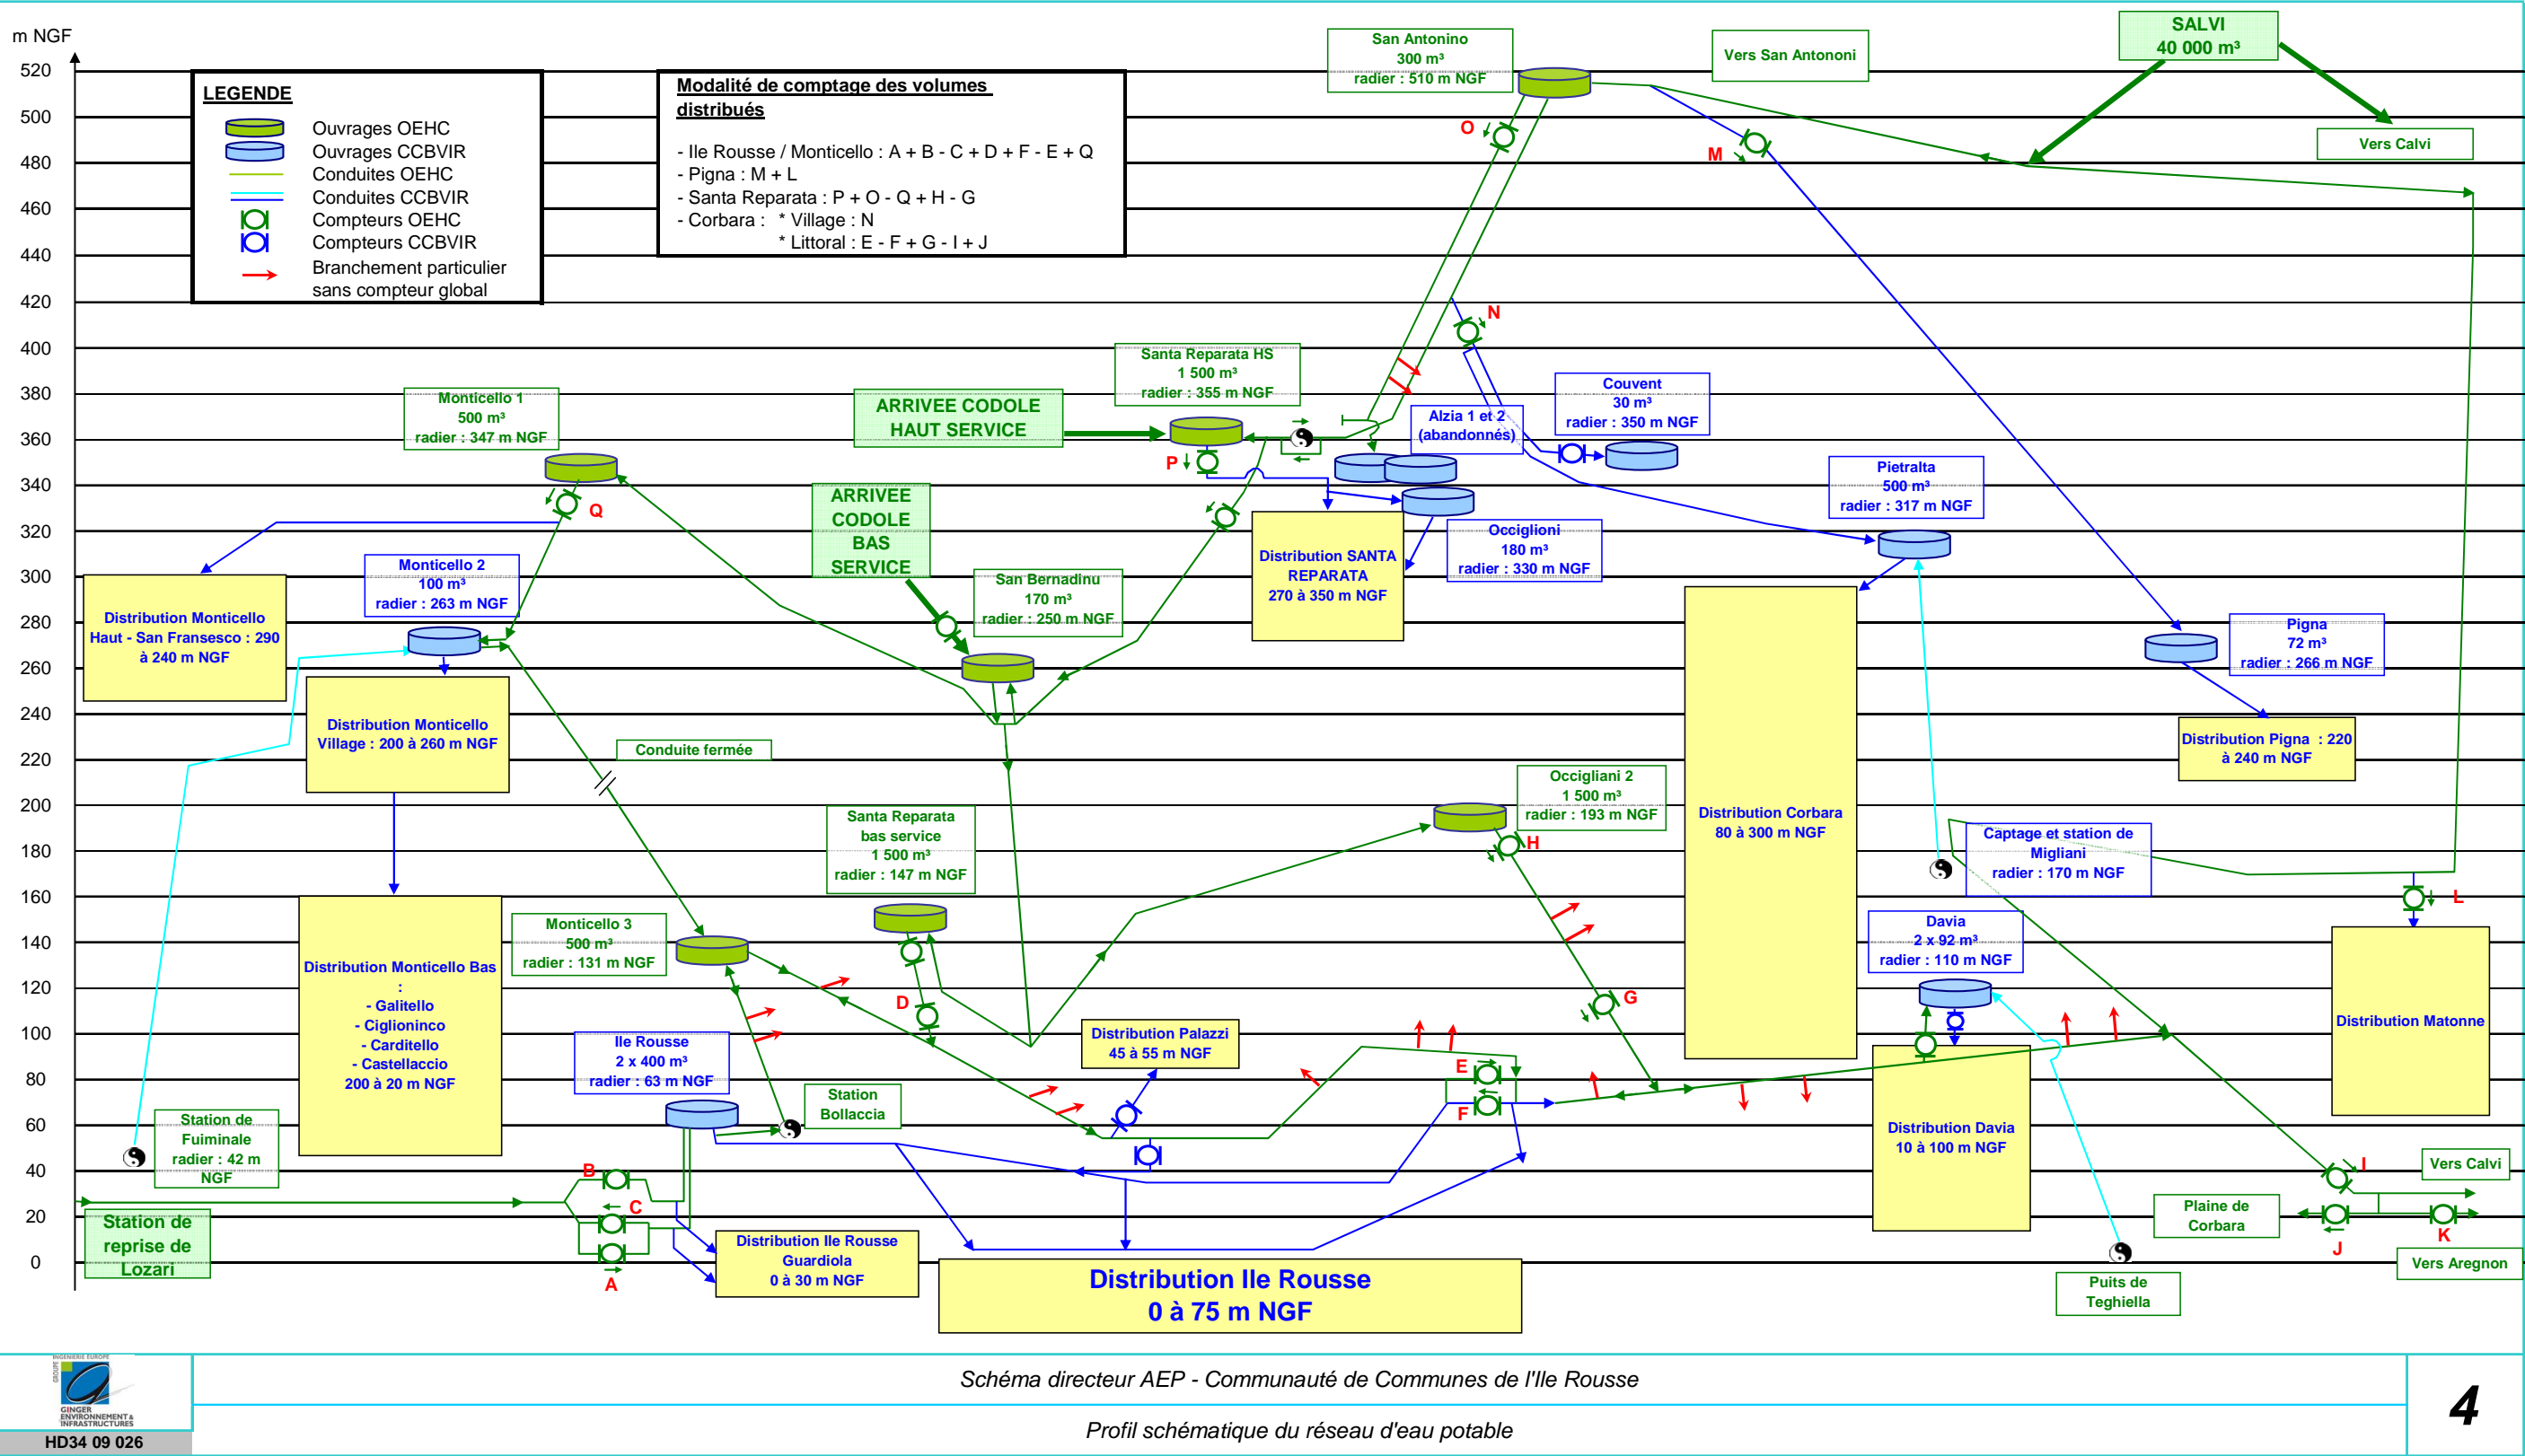 m NGF
520
500
480
460
440
420
400
380
360
340
320
300
280
260
240
220
200
180
160
140
120
100
80
60
40
20
0
LEGENDE
Ouvrages OEHC
Ouvrages CCBVIR
Conduites OEHC
Conduites CCBVIR
Compteurs OEHC
Compteurs CCBVIR
Branchement particulier
sans compteur global
Modalité de comptage des volumes
distribués
- Ile Rousse / Monticello : A + B - C + D + F - E + Q
- Pigna : M + L
- Santa Reparata : P + O - Q + H - G
- Corbara : * Village : N
* Littoral : E - F + G - I + J
San Antonino
300 m³
radier : 510 m NGF
Vers San Antononi
SALVI
40 000 m³
Vers Calvi
O
M
N
Santa Reparata HS
1 500 m³
radier : 355 m NGF
ARRIVEE CODOLE
HAUT SERVICE
Monticello 1
500 m³
radier : 347 m NGF
Alzia 1 et 2
(abandonnés)
Couvent
30 m³
radier : 350 m NGF
P
Q
Pietralta
500 m³
radier : 317 m NGF
ARRIVEE
CODOLE
BAS
SERVICE
Distribution SANTA
REPARATA
270 à 350 m NGF
Occiglioni
180 m³
radier : 330 m NGF
Monticello 2
100 m³
radier : 263 m NGF
San Bernadinu
170 m³
radier : 250 m NGF
Distribution Monticello
Haut - San Fransesco : 290
à 240 m NGF
Pigna
72 m³
radier : 266 m NGF
Distribution Monticello
Village : 200 à 260 m NGF
Conduite fermée
Distribution Pigna : 220
à 240 m NGF
Occigliani 2
1 500 m³
radier : 193 m NGF
Santa Reparata
bas service
1 500 m³
radier : 147 m NGF
Distribution Corbara
80 à 300 m NGF
Captage et station de
Migliani
radier : 170 m NGF
H
L
Monticello 3
500 m³
radier : 131 m NGF
Davia
2 x 92 m³
radier : 110 m NGF
Distribution Monticello Bas
:
- Galitello
- Ciglioninco
- Carditello
- Castellaccio
200 à 20 m NGF
D
G
Distribution Matonne
Ile Rousse
2 x 400 m³
radier : 63 m NGF
Distribution Palazzi
45 à 55 m NGF
E
F
Station
Bollaccia
Station de
Fuiminale
radier : 42 m
NGF
Distribution Davia
10 à 100 m NGF
B
C
A
I
Vers Calvi
Plaine de
Corbara
J
K
Vers Aregnon
Station de
reprise de
Lozari
Distribution Ile Rousse
Guardiola
0 à 30 m NGF
Distribution Ile Rousse
0 à 75 m NGF
Puits de
Teghiella
INGENIERIE EUROPE
GROUPE
GINGER
ENVIRONNEMENT &
INFRASTRUCTURES
HD34 09 026
Schéma directeur AEP - Communauté de Communes de l'Ile Rousse
Profil schématique du réseau d'eau potable
4